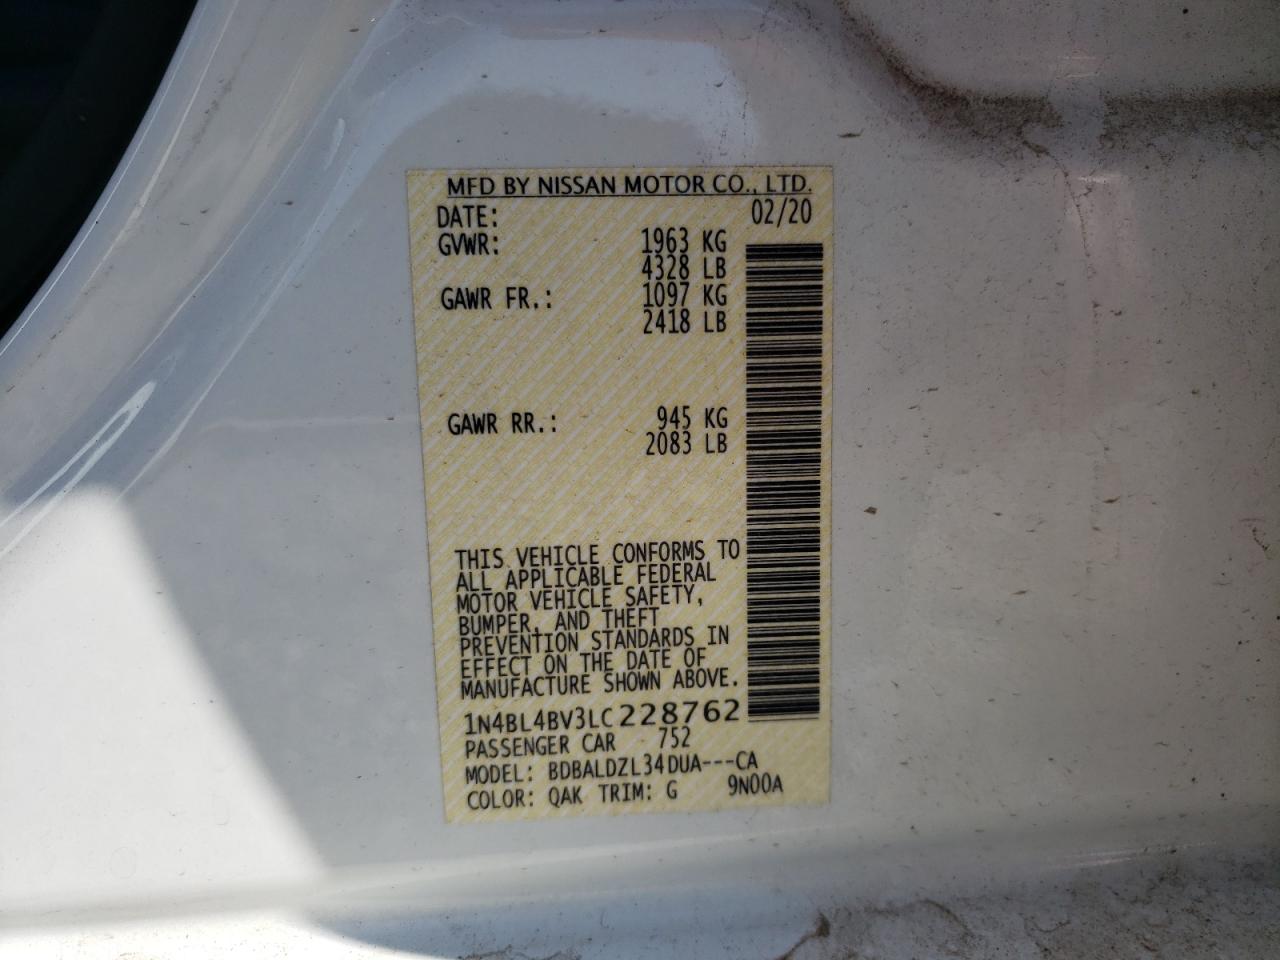 MFD BY NISSAN MOTOR CO., LTD.
DATE: 02/20
GVWR: 1963 KG
4328 LB
GAWR FR.: 1097 KG
2418 LB
GAWR RR.: 945 KG
2083 LB
THIS VEHICLE CONFORMS TO
ALL APPLICABLE FEDERAL
MOTOR VEHICLE SAFETY,
BUMPER, AND THEFT
PREVENTION STANDARDS IN
EFFECT ON THE DATE OF
MANUFACTURE SHOWN ABOVE.
1N4BL4BV3LC228762
PASSENGER CAR 752
MODEL: BDBALDZL34DUA---CA
COLOR: QAK TRIM: G 9N00A